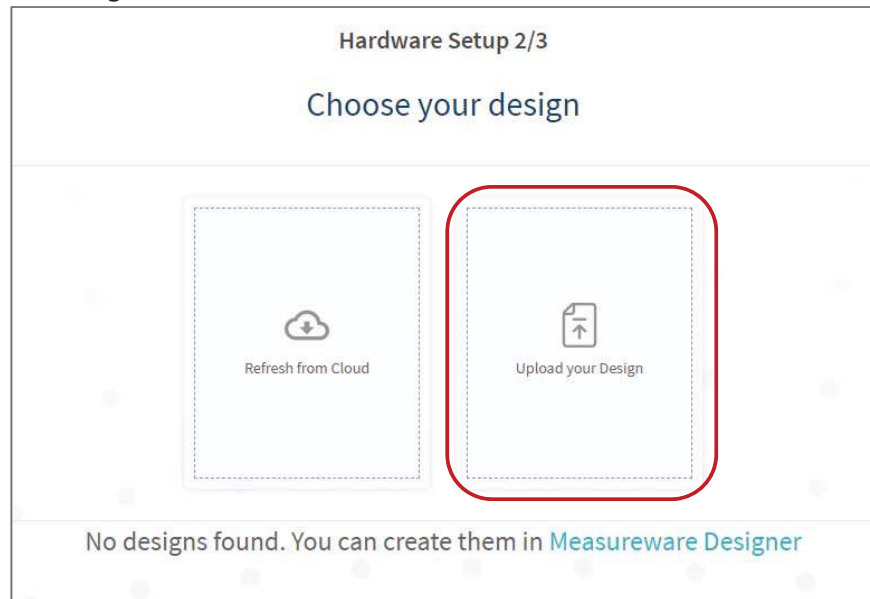 Hardware Setup 2/3
Choose your design
Refresh from Cloud
Upload your Design
No designs found. You can create them in Measureware Designer